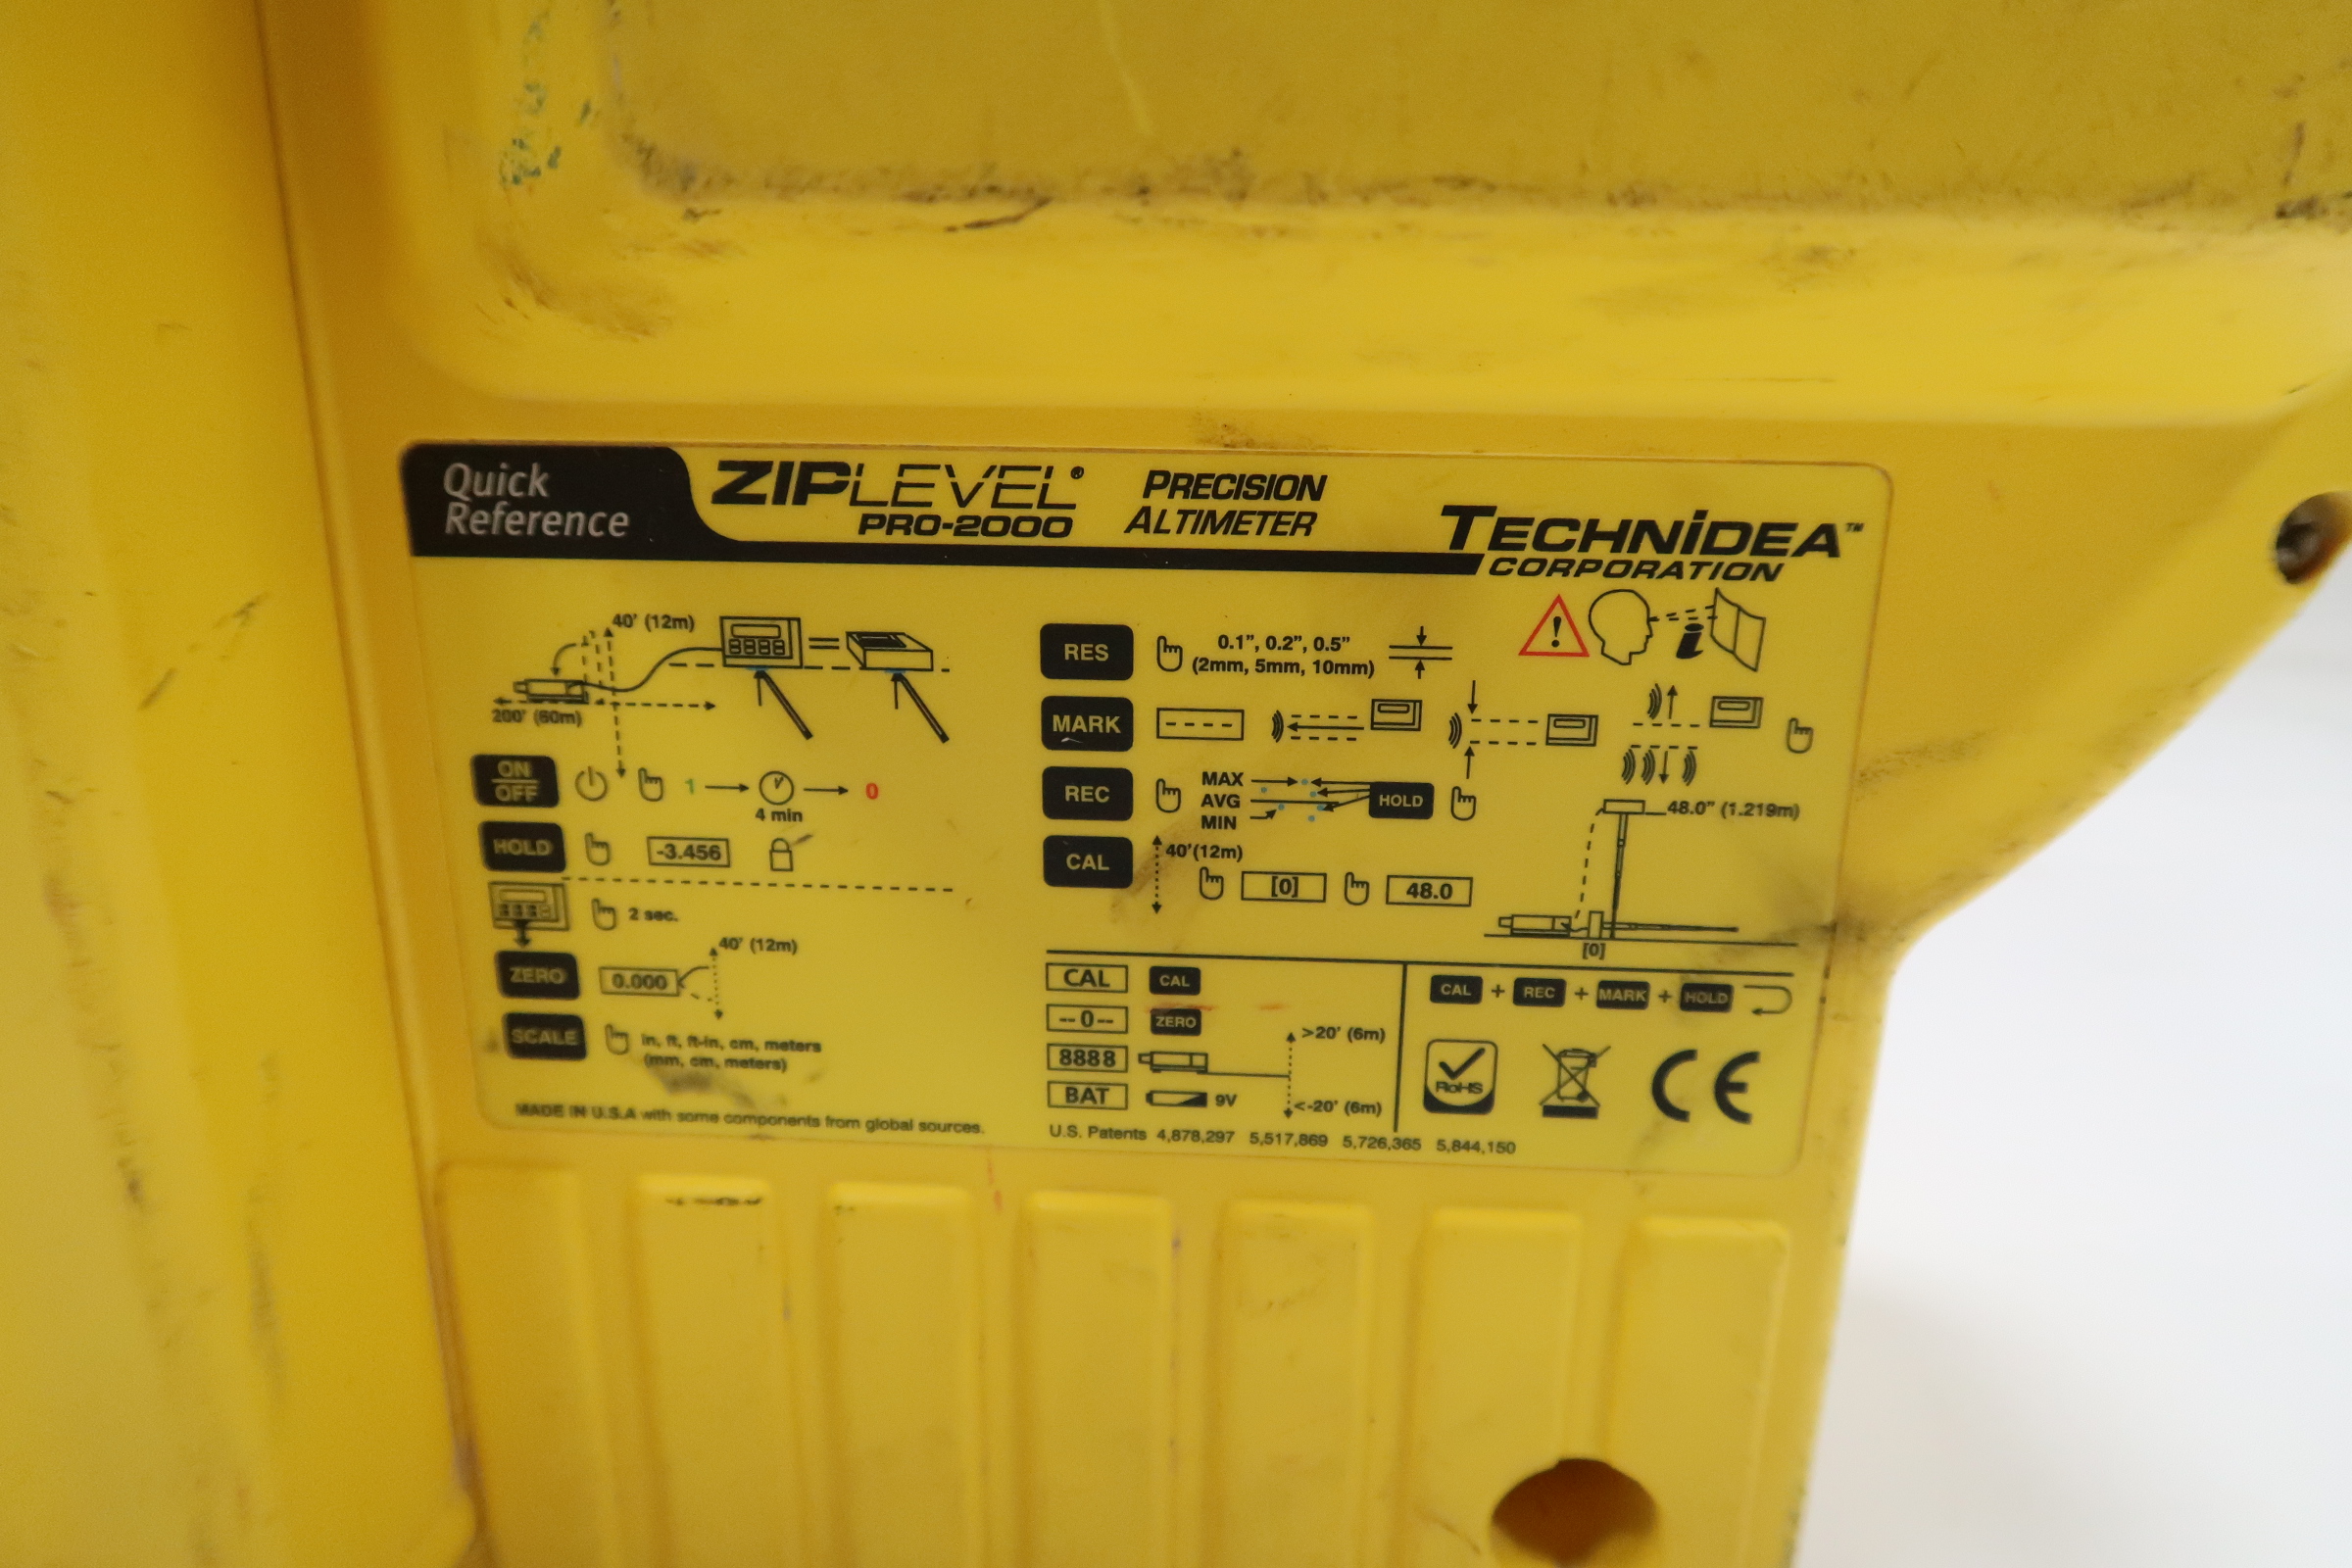 Quick
Reference
ZIPLEVEL®
PRO-2000
PRECISION
ALTIMETER
TECHNiDEA™
CORPORATION
40' (12m)
200' (60m)
ON
OFF
1
4 min
0
HOLD
-3.456
2 sec.
ZERO
0.000
40' (12m)
SCALE
in, ft, ft-in, cm, meters
(mm, cm, meters)
MADE IN U.S.A with some components from global sources.
RES
0.1", 0.2", 0.5"
(2mm, 5mm, 10mm)
!
i
MARK
----
REC
MAX
AVG
MIN
HOLD
CAL
40'(12m)
[0]
48.0
48.0" (1.219m)
[0]
CAL CAL
--0-- ZERO
8888
>20' (6m)
BAT
9V
<-20' (6m)
CAL + REC + MARK + HOLD
RoHS
CE
U.S. Patents 4,878,297 5,517,869 5,726,365 5,844,150